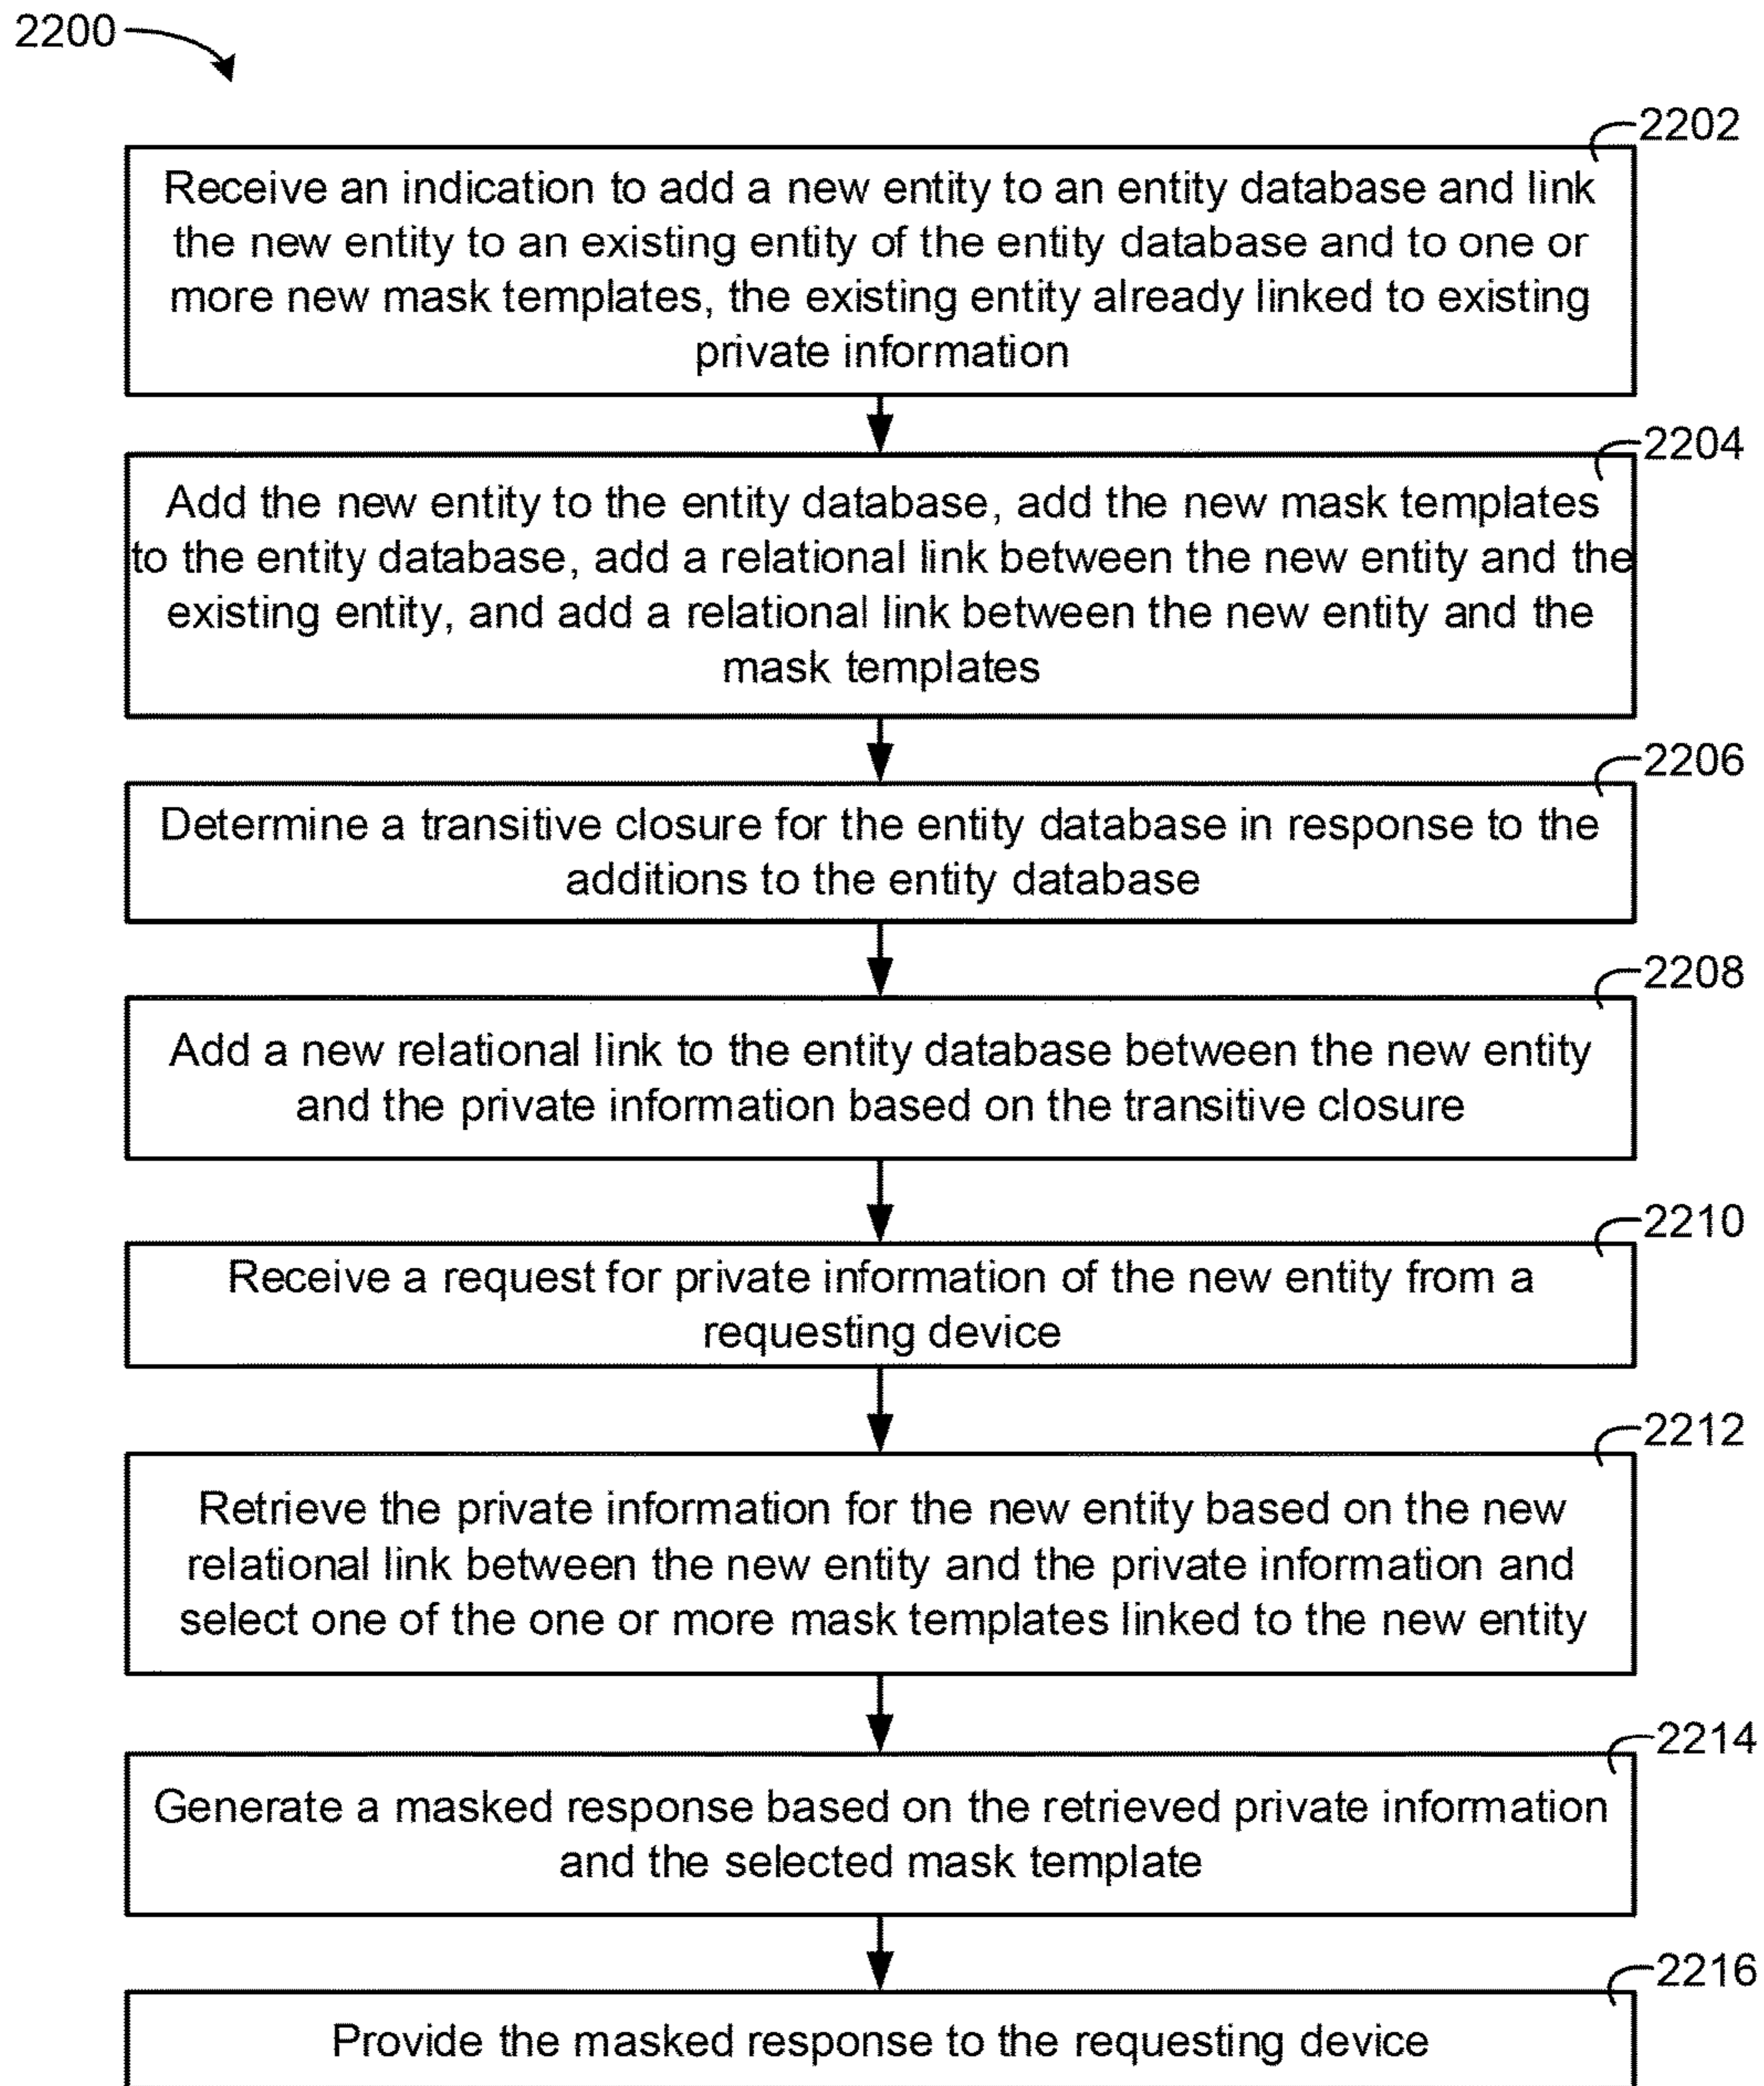 2200
2202
Receive an indication to add a new entity to an entity database and link
the new entity to an existing entity of the entity database and to one or
more new mask templates, the existing entity already linked to existing
private information
2204
Add the new entity to the entity database, add the new mask templates
to the entity database, add a relational link between the new entity and the
existing entity, and add a relational link between the new entity and the
mask templates
2206
Determine a transitive closure for the entity database in response to the
additions to the entity database
2208
Add a new relational link to the entity database between the new entity
and the private information based on the transitive closure
2210
Receive a request for private information of the new entity from a
requesting device
2212
Retrieve the private information for the new entity based on the new
relational link between the new entity and the private information and
select one of the one or more mask templates linked to the new entity
2214
Generate a masked response based on the retrieved private information
and the selected mask template
2216
Provide the masked response to the requesting device